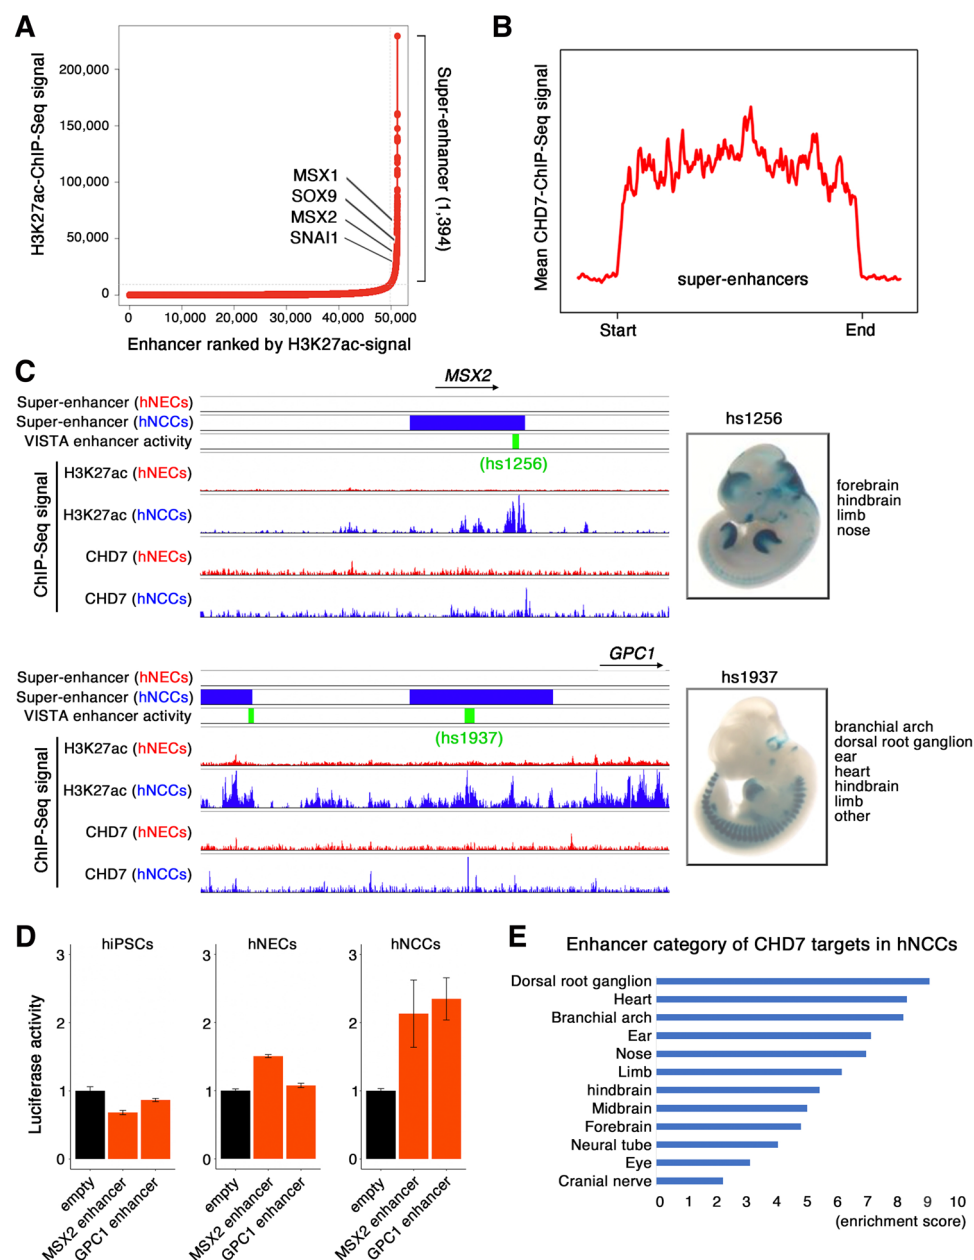 A
H3K27ac-ChIP-Seq signal
200,000
150,000
100,000
50,000
0
MSX1
SOX9
MSX2
SNAI1
Super-enhancer (1,394)
0
10,000
20,000
30,000
40,000
50,000
Enhancer ranked by H3K27ac-signal
B
Mean CHD7-ChIP-Seq signal
super-enhancers
Start
End
C
MSX2
Super-enhancer (hNECs)
Super-enhancer (hNCCs)
VISTA enhancer activity
(hs1256)
ChIP-Seq signal
H3K27ac (hNECs)
H3K27ac (hNCCs)
CHD7 (hNECs)
CHD7 (hNCCs)
hs1256
forebrain
hindbrain
limb
nose
GPC1
Super-enhancer (hNECs)
Super-enhancer (hNCCs)
VISTA enhancer activity
(hs1937)
ChIP-Seq signal
H3K27ac (hNECs)
H3K27ac (hNCCs)
CHD7 (hNECs)
CHD7 (hNCCs)
hs1937
branchial arch
dorsal root ganglion
ear
heart
hindbrain
limb
other
D
Luciferase activity
hiPSCs
3
2
1
0
empty
MSX2 enhancer
GPC1 enhancer
hNECs
3
2
1
0
empty
MSX2 enhancer
GPC1 enhancer
hNCCs
3
2
1
0
empty
MSX2 enhancer
GPC1 enhancer
E
Enhancer category of CHD7 targets in hNCCs
Dorsal root ganglion
Heart
Branchial arch
Ear
Nose
Limb
hindbrain
Midbrain
Forebrain
Neural tube
Eye
Cranial nerve
0 1 2 3 4 5 6 7 8 9 10
(enrichment score)